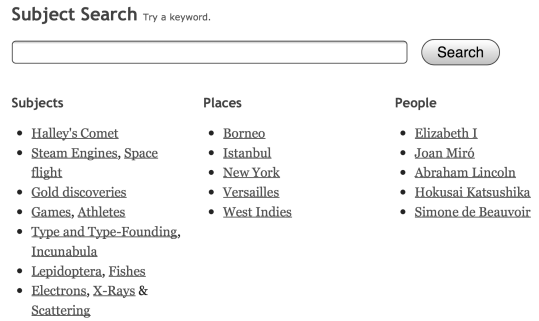 Subject Search Try a keyword.
Search
Subjects
• Halley's Comet
• Steam Engines, Space
flight
• Gold discoveries
• Games, Athletes
• Type and Type-Founding,
Incunabula
• Lepidoptera, Fishes
• Electrons, X-Rays &
Scattering
Places
• Borneo
• Istanbul
• New York
• Versailles
• West Indies
People
• Elizabeth I
• Joan Miró
• Abraham Lincoln
• Hokusai Katsushika
• Simone de Beauvoir